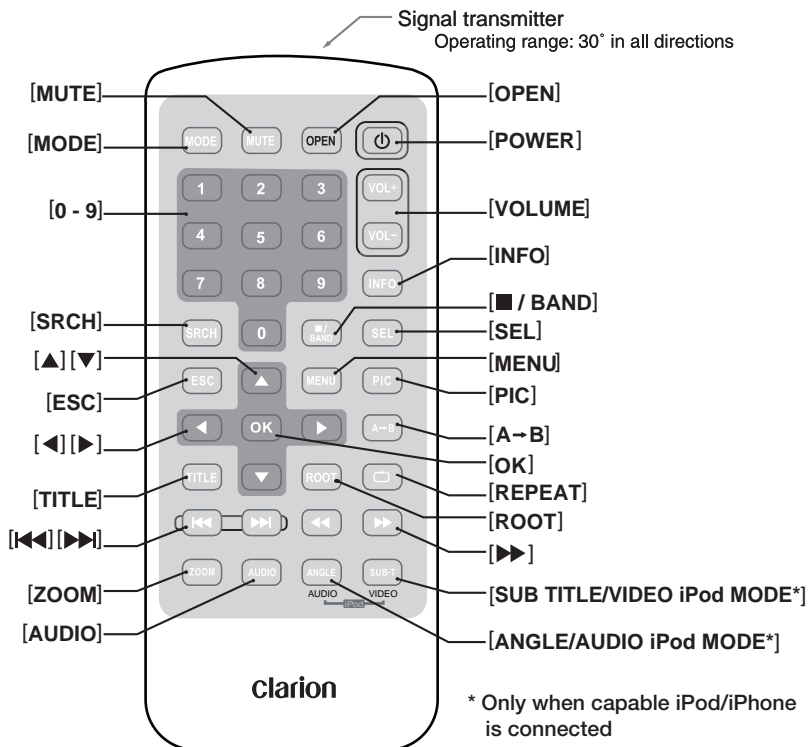 Signal transmitter
Operating range: 30˚ in all directions
[MUTE]
[MODE]
[0 - 9]
[SRCH]
[▲][▼]
[ESC]
[◀][▶]
[TITLE]
[|◀◀][▶▶|]
[ZOOM]
[AUDIO]
MODE MUTE OPEN
1 2 3 VOL+
4 5 6 VOL–
7 8 9 INFO
SRCH 0 ■/ BAND SEL
ESC ▲ MENU PIC
◀ OK ▶ A→B
TITLE ▼ ROOT
|◀◀ ▶▶| ◀◀ ▶▶
ZOOM AUDIO ANGLE SUB-T
AUDIO VIDEO
iPod
clarion
[OPEN]
[POWER]
[VOLUME]
[INFO]
[■ / BAND]
[SEL]
[MENU]
[PIC]
[A→B]
[OK]
[REPEAT]
[ROOT]
[▶▶]
[SUB TITLE/VIDEO iPod MODE*]
[ANGLE/AUDIO iPod MODE*]
* Only when capable iPod/iPhone
is connected